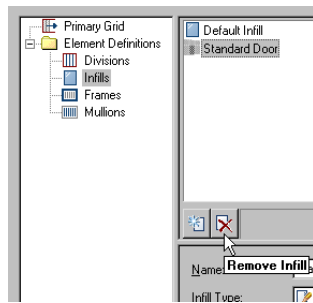 Primary Grid
Element Definitions
Divisions
Infills
Frames
Mullions
Default Infill
Standard Door
Remove Infill
Name:
Infill Type: